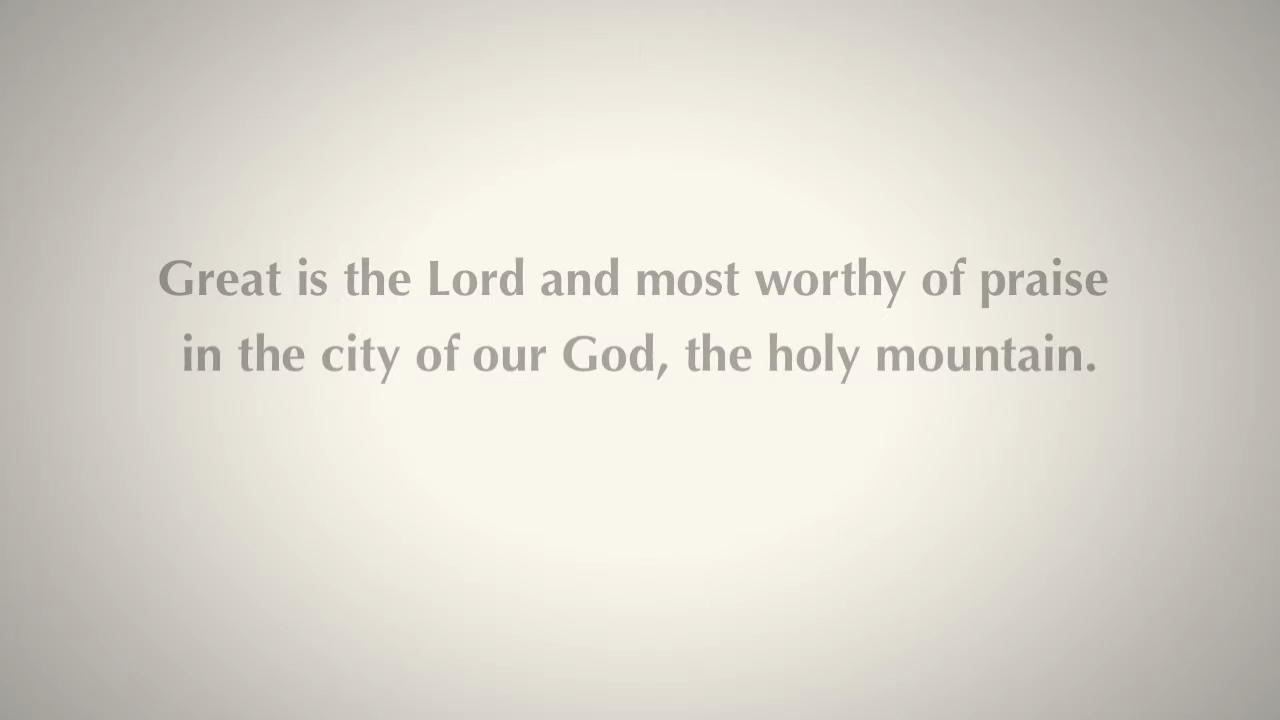 Great is the Lord and most worthy of praise
in the city of our God, the holy mountain.